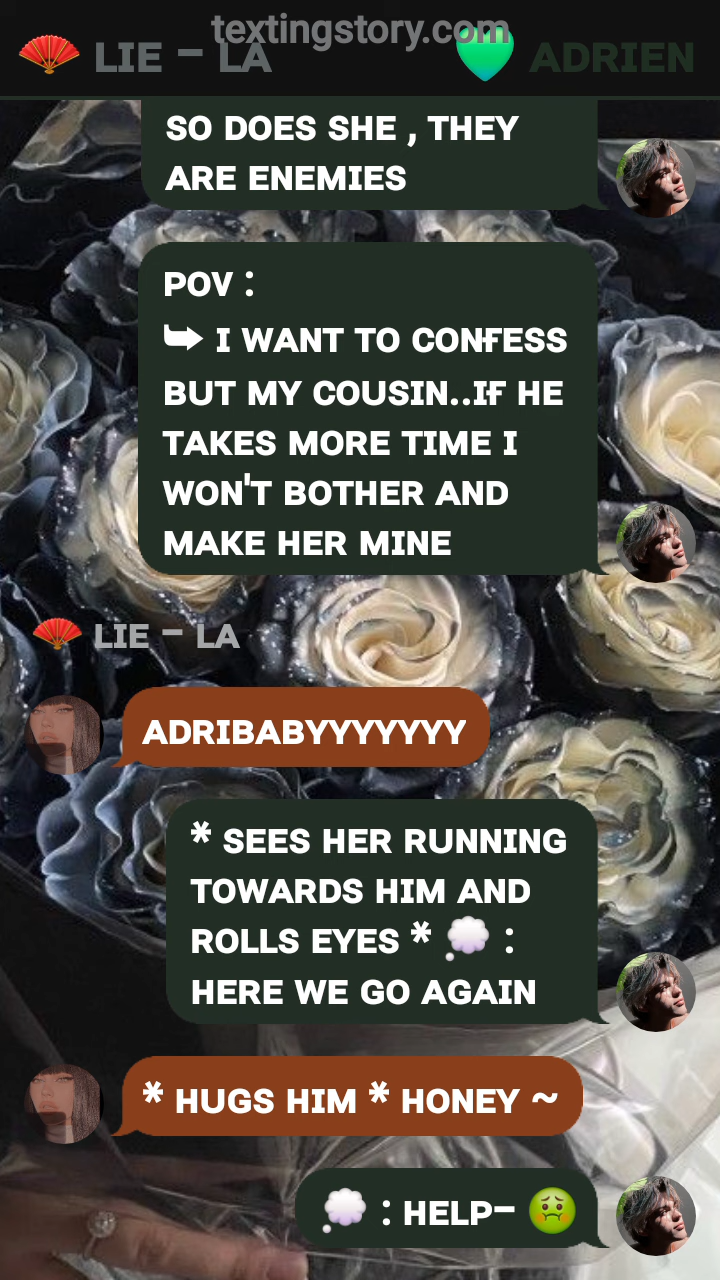 textingstory.com
🪭 LIE – LA 💚 ADRIEN
SO DOES SHE , THEY
ARE ENEMIES
POV :
⮩ I WANT TO CONFESS
BUT MY COUSIN..IF HE
TAKES MORE TIME I
WON'T BOTHER AND
MAKE HER MINE
🪭 LIE – LA
ADRIBABYYYYYYY
* SEES HER RUNNING
TOWARDS HIM AND
ROLLS EYES * 💭 :
HERE WE GO AGAIN
* HUGS HIM * HONEY ~
💭 : HELP– 🤢